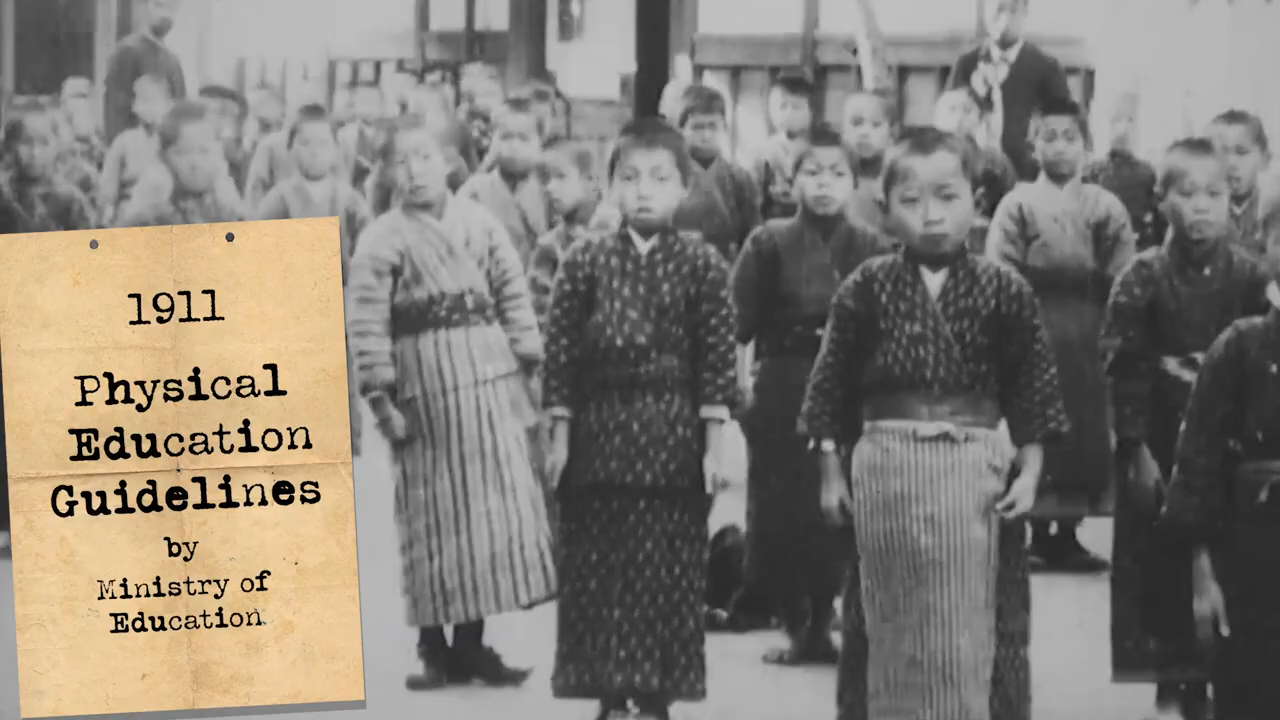 1911
Physical
Education
Guidelines
by
Ministry of
Education